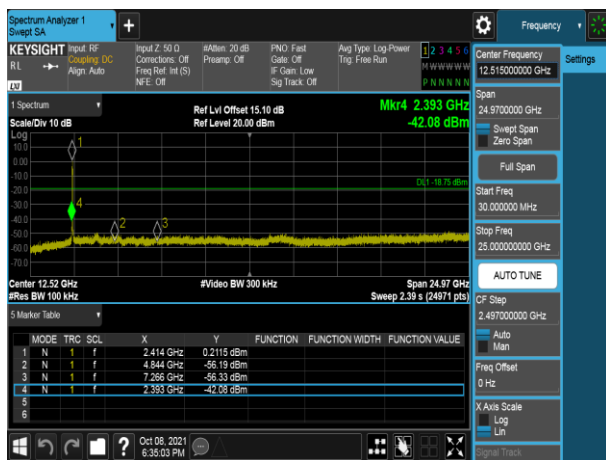 Spectrum Analyzer 1
Swept SA
+
Frequency
KEYSIGHT Input: RF Input Z: 50 Ω #Atten: 20 dB PNO: Fast Avg Type: Log-Power 1 2 3 4 5 6
RL Coupling: DC Corrections: Off Preamp: Off Gate: Off Trig: Free Run M W W W W W
Align: Auto Freq Ref: Int (S) IF Gain: Low
LXI NFE: Off Sig Track: Off P N N N N N
1 Spectrum
Ref Lvl Offset 15.10 dB Mkr4 2.393 GHz
Scale/Div 10 dB Ref Level 20.00 dBm -42.08 dBm
Log
10.0
0.00
-10.0
-20.0
-30.0
-40.0
-50.0
-60.0
-70.0
1
4
2
3
DL1 -18.75 dBm
Center 12.52 GHz #Video BW 300 kHz Span 24.97 GHz
#Res BW 100 kHz Sweep 2.39 s (24971 pts)
5 Marker Table
MODE TRC SCL X Y FUNCTION FUNCTION WIDTH FUNCTION VALUE
1 N 1 f 2.414 GHz 0.2115 dBm
2 N 1 f 4.844 GHz -56.19 dBm
3 N 1 f 7.266 GHz -56.33 dBm
4 N 1 f 2.393 GHz -42.08 dBm
5
6
? Oct 08, 2021
6:35:03 PM
Center Frequency
12.515000000 GHz
Settings
Span
24.9700000 GHz
Swept Span
Zero Span
Full Span
Start Freq
30.000000 MHz
Stop Freq
25.000000000 GHz
AUTO TUNE
CF Step
2.497000000 GHz
Auto
Man
Freq Offset
0 Hz
X Axis Scale
Log
Lin
Signal Track